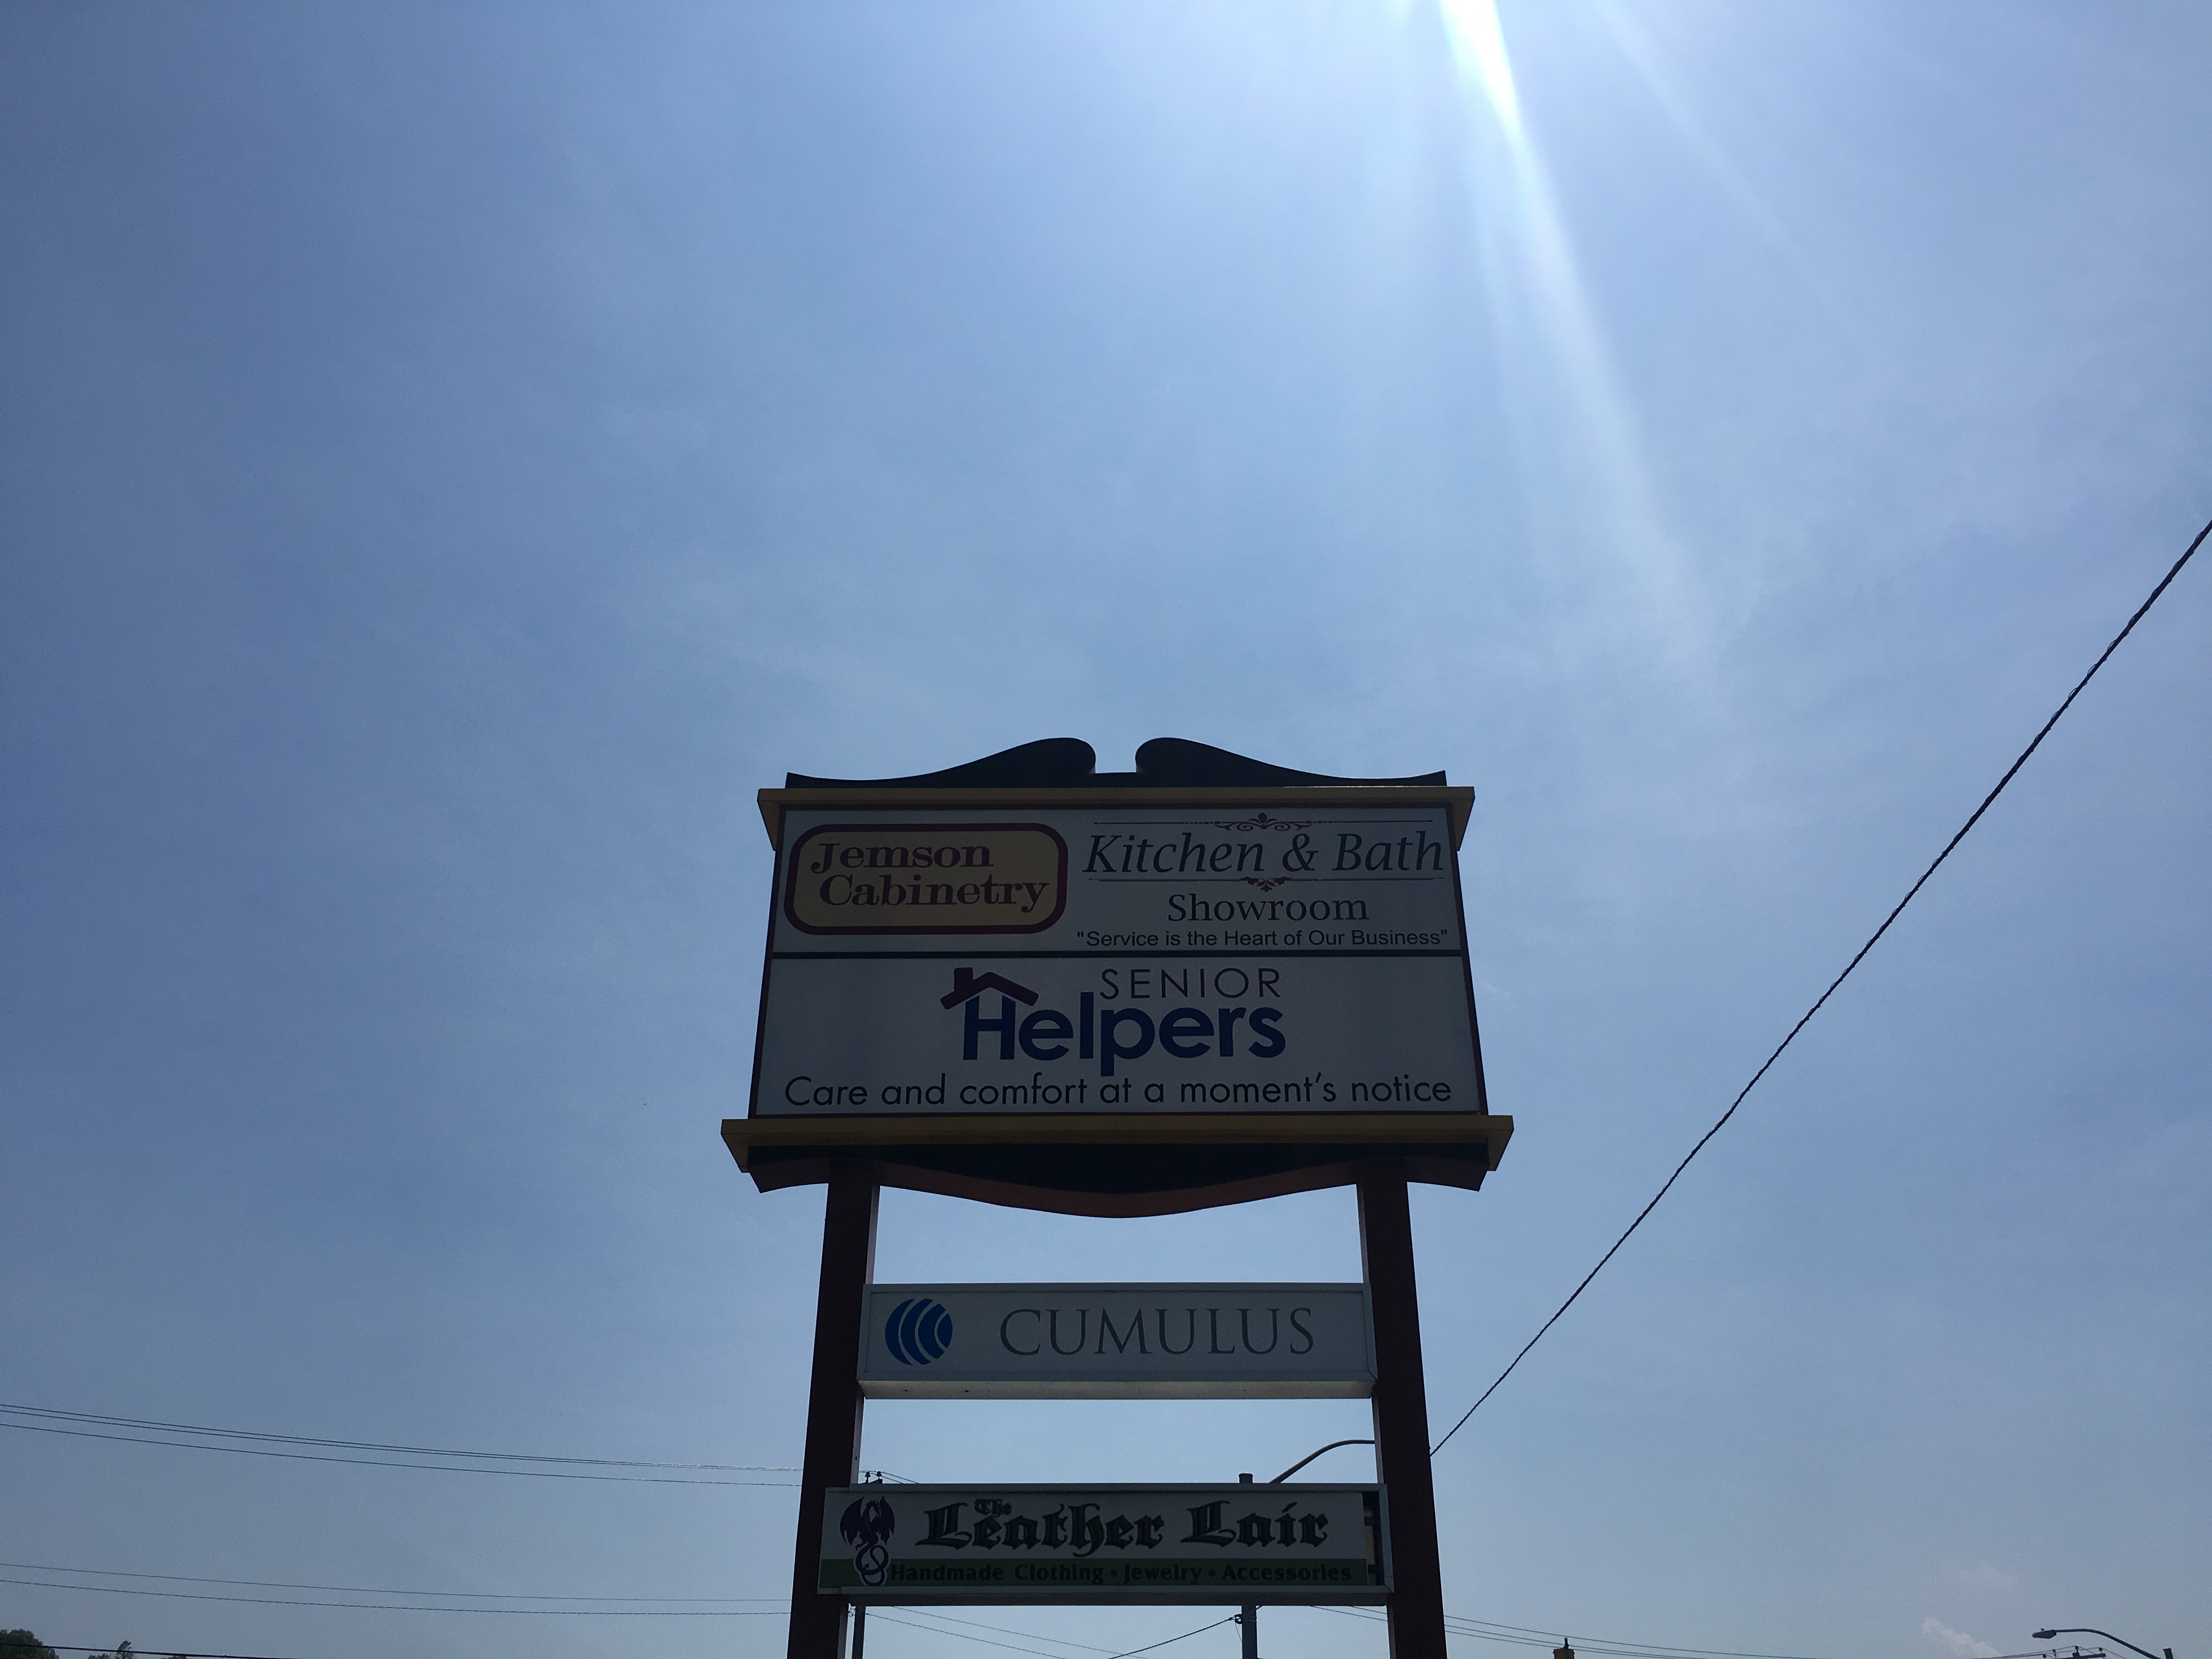 Jemson
Cabinetry
Kitchen & Bath
Showroom
"Service is the Heart of Our Business"
SENIOR
Helpers
Care and comfort at a moment's notice
CUMULUS
The
Leather Lair
Handmade Clothing • Jewelry • Accessories